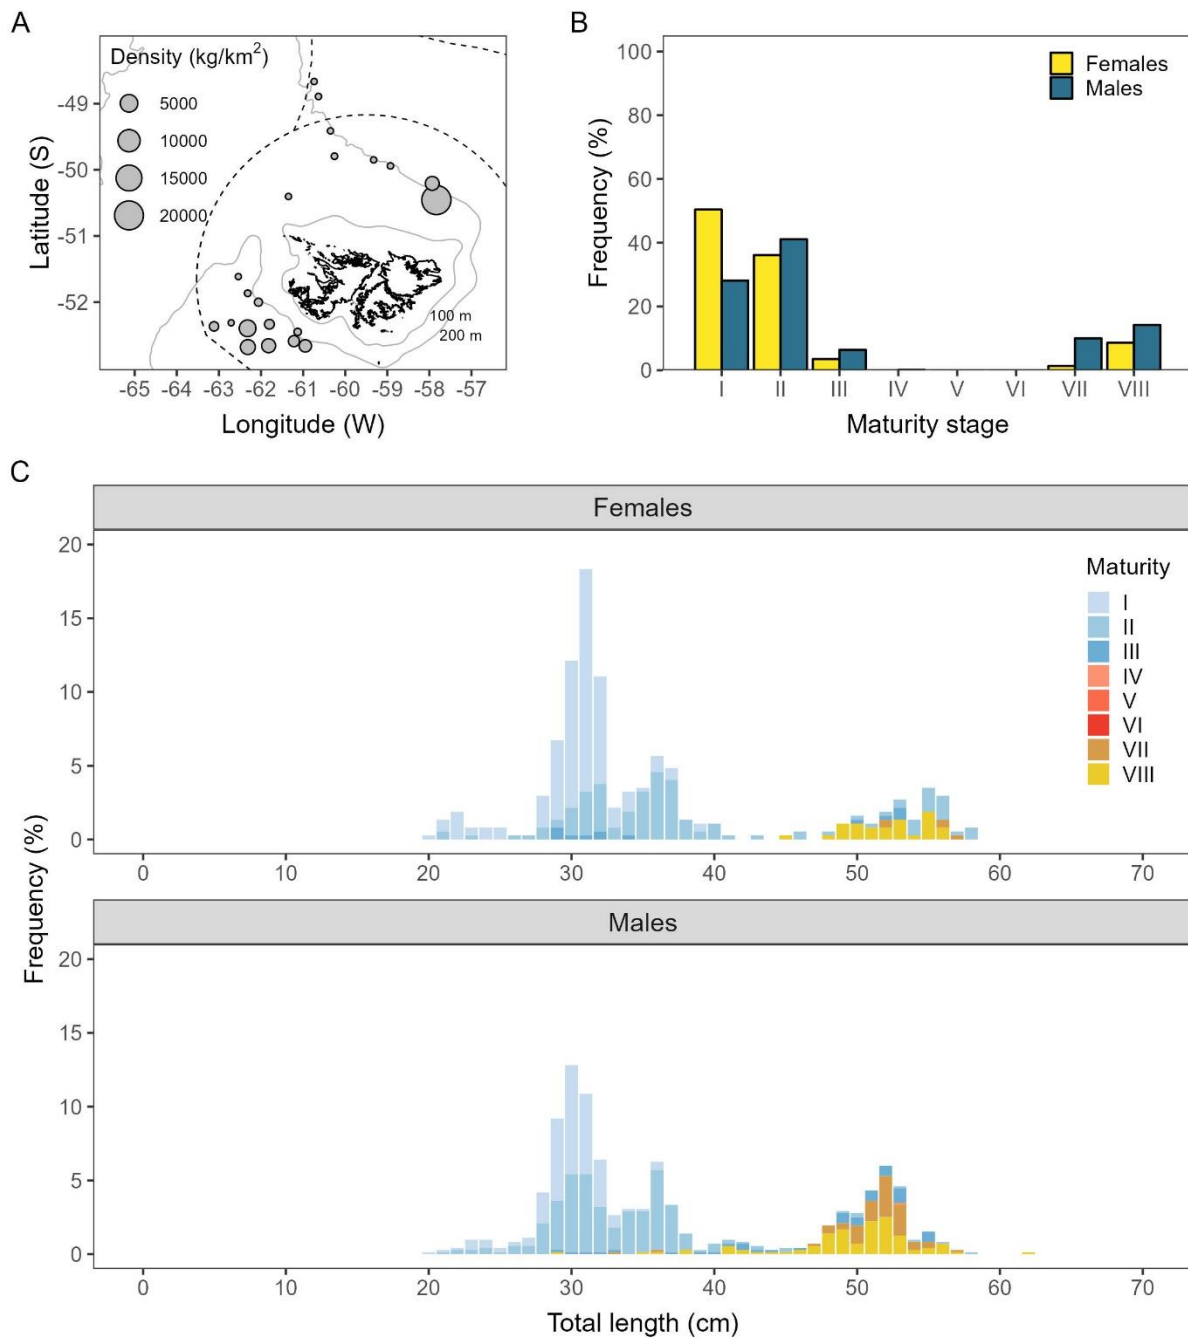 A
Density (kg/km²)
5000
10000
15000
20000
-49
-50
-51
-52
Latitude (S)
100 m
200 m
-65 -64 -63 -62 -61 -60 -59 -58 -57
Longitude (W)
B
100
80
60
40
20
0
Frequency (%)
Females
Males
I II III IV V VI VII VIII
Maturity stage
C
Females
20
15
10
5
0
Maturity
I
II
III
IV
V
VI
VII
VIII
0 10 20 30 40 50 60 70
Frequency (%)
Males
20
15
10
5
0
0 10 20 30 40 50 60 70
Total length (cm)